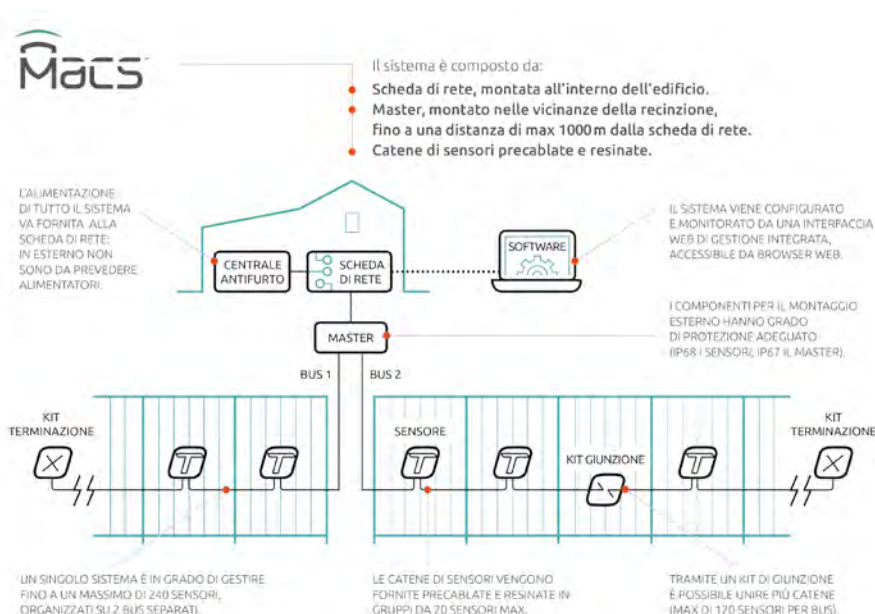 Macs
Il sistema è composto da:
Scheda di rete, montata all'interno dell'edificio.
Master, montato nelle vicinanze della recinzione,
fino a una distanza di max 1000 m dalla scheda di rete.
Catene di sensori precablate e resinate.
L'ALIMENTAZIONE
DI TUTTO IL SISTEMA
VA FORNITA ALLA
SCHEDA DI RETE:
IN ESTERNO NON
SONO DA PREVEDERE
ALIMENTATORI.
CENTRALE
ANTIFURTO
SCHEDA
DI RETE
SOFTWARE
IL SISTEMA VIENE CONFIGURATO
E MONITORATO DA UNA INTERFACCIA
WEB DI GESTIONE INTEGRATA,
ACCESSIBILE DA BROWSER WEB.
MASTER
I COMPONENTI PER IL MONTAGGIO
ESTERNO HANNO GRADO
DI PROTEZIONE ADEGUATO
(IP68 I SENSORI; IP67 IL MASTER).
BUS 1
BUS 2
KIT
TERMINAZIONE
SENSORE
KIT GIUNZIONE
KIT
TERMINAZIONE
UN SINGOLO SISTEMA È IN GRADO DI GESTIRE
FINO A UN MASSIMO DI 240 SENSORI,
ORGANIZZATI SU 2 BUS SEPARATI.
LE CATENE DI SENSORI VENGONO
FORNITE PRECABLATE E RESINATE IN
GRUPPI DA 20 SENSORI MAX.
TRAMITE UN KIT DI GIUNZIONE
È POSSIBILE UNIRE PIÙ CATENE
(MAX DI 120 SENSORI PER BUS).